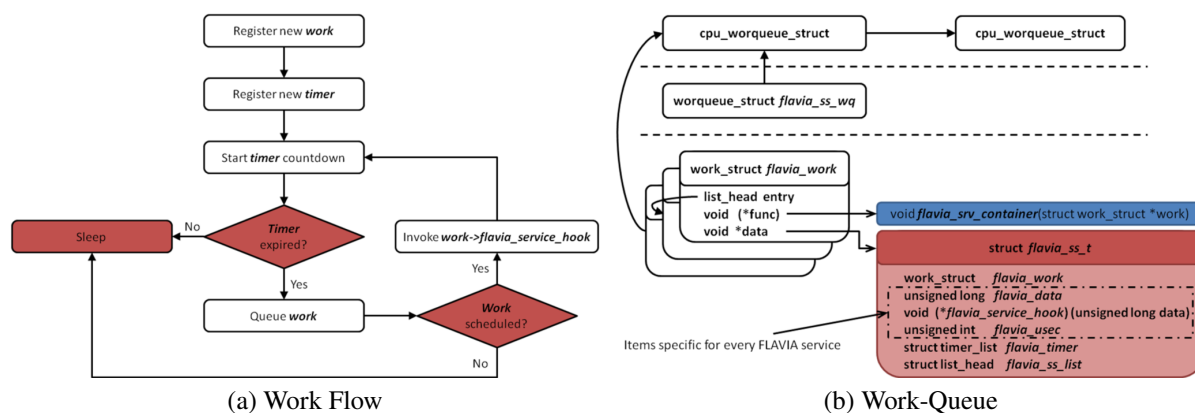 Register new work
Register new timer
Start timer countdown
No
Sleep
Timer
expired?
Invoke work->flavia_service_hook
Yes
Yes
Queue work
Work
scheduled?
No
(a) Work Flow
cpu_worqueue_struct
cpu_worqueue_struct
worqueue_struct flavia_ss_wq
work_struct flavia_work
list_head entry
void (*func)
void *data
void flavia_srv_container(struct work_struct *work)
struct flavia_ss_t
work_struct flavia_work
unsigned long flavia_data
void (*flavia_service_hook) (unsigned long data)
unsigned int flavia_usec
struct timer_list flavia_timer
struct list_head flavia_ss_list
Items specific for every FLAVIA service
(b) Work-Queue